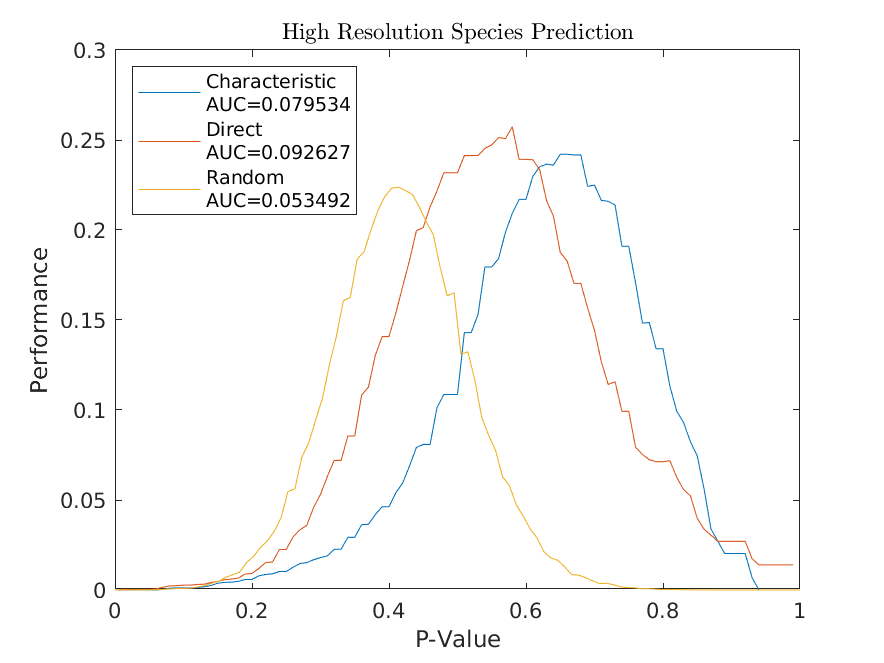 High Resolution Species Prediction
0.3
0.25
0.2
0.15
0.1
0.05
0
Performance
Characteristic
AUC=0.079534
Direct
AUC=0.092627
Random
AUC=0.053492
0 0.2 0.4 0.6 0.8 1
P-Value